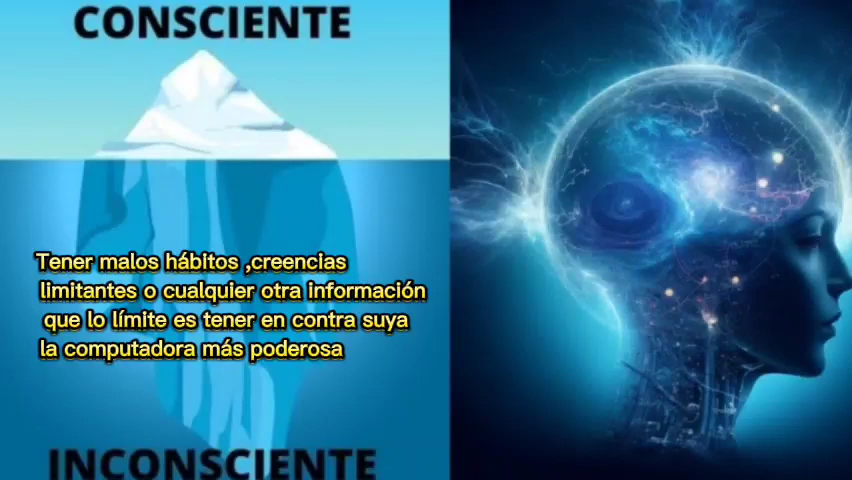 CONSCIENTE
Tener malos hábitos ,creencias
limitantes o cualquier otra información
que lo límite es tener en contra suya
la computadora más poderosa
INCONSCIENTE